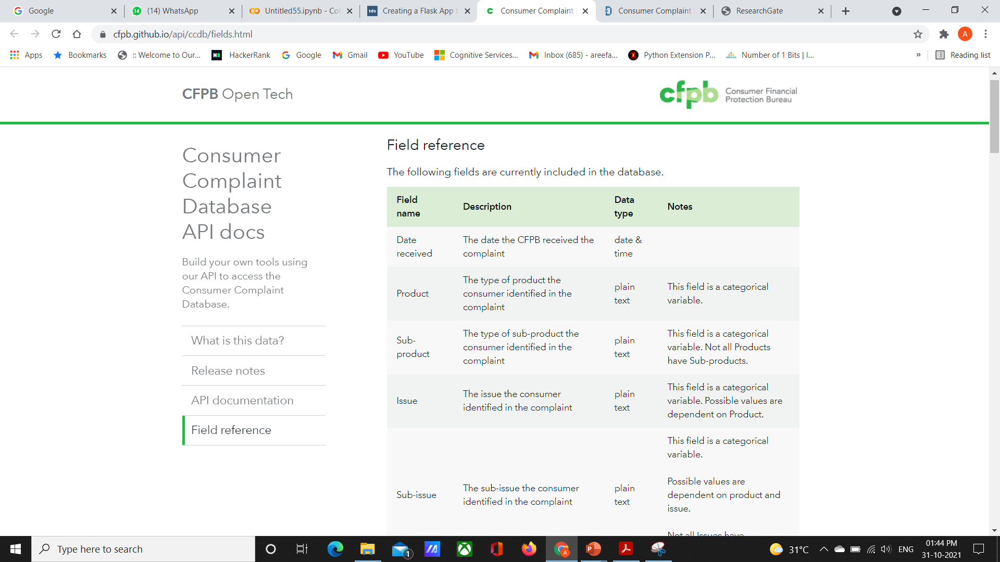 Google
(14) WhatsApp
Untitled55.ipynb - Co
tds
Creating a Flask App t
Consumer Complaint
Consumer Complaint
ResearchGate
cfpb.github.io/api/ccdb/fields.html
A
Apps
Bookmarks
:: Welcome to Our...
HackerRank
Google
Gmail
YouTube
Cognitive Services...
Inbox (685) - areefa...
Python Extension P...
Number of 1 Bits | l...
»
Reading list
CFPB Open Tech
cfpb
Consumer Financial
Protection Bureau
Consumer
Complaint
Database
API docs
Build your own tools using
our API to access the
Consumer Complaint
Database.
What is this data?
Release notes
API documentation
Field reference
Field reference
The following fields are currently included in the database.
Field
name
Description
Data
type
Notes
Date
received
The date the CFPB received the
complaint
date &
time
Product
The type of product the
consumer identified in the
complaint
plain
text
This field is a categorical
variable.
Sub-
product
The type of sub-product the
consumer identified in the
complaint
plain
text
This field is a categorical
variable. Not all Products
have Sub-products.
Issue
The issue the consumer
identified in the complaint
plain
text
This field is a categorical
variable. Possible values are
dependent on Product.
Sub-issue
The sub-issue the consumer
identified in the complaint
plain
text
This field is a categorical
variable.
Possible values are
dependent on product and
issue.
Not all Issues have
Type here to search
1
31°C
ENG
01:44 PM
31-10-2021